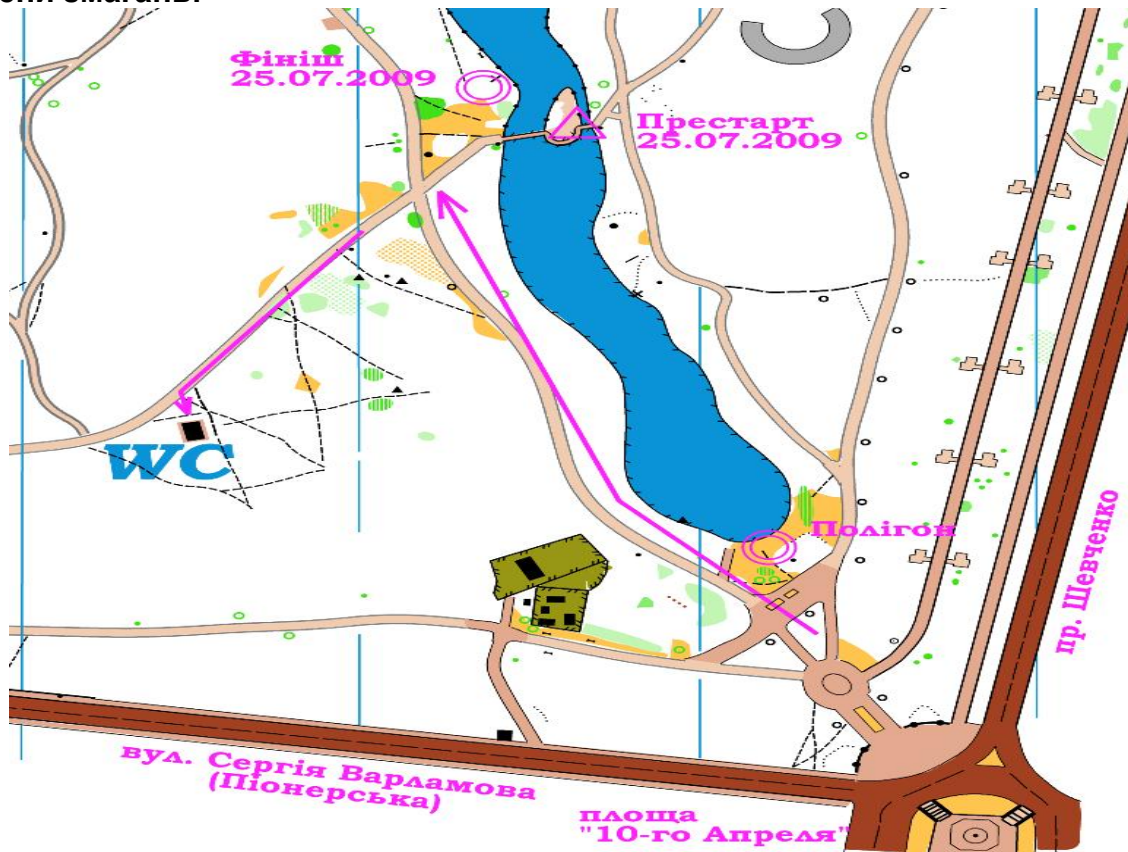 Фініш
25.07.2009
Престарт
25.07.2009
WC
Полігон
пр. Шевченко
вул. Сергія Варламова
(Піонерська)
площа
"10-го Апреля"